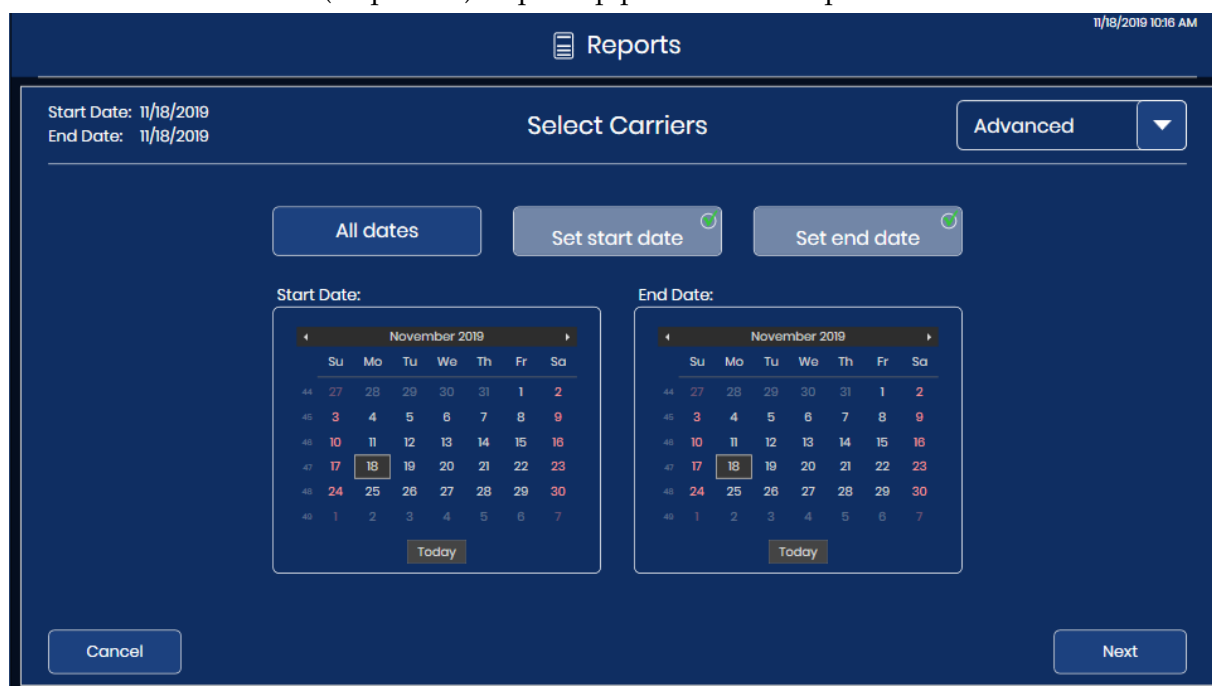 11/18/2019 10:16 AM
Reports
Start Date: 11/18/2019
End Date: 11/18/2019
Select Carriers
Advanced
All dates
Set start date
Set end date
Start Date:
November 2019
Su Mo Tu We Th Fr Sa
44 27 28 29 30 31 1 2
45 3 4 5 6 7 8 9
46 10 11 12 13 14 15 16
47 17 18 19 20 21 22 23
48 24 25 26 27 28 29 30
49 1 2 3 4 5 6 7
Today
End Date:
November 2019
Su Mo Tu We Th Fr Sa
44 27 28 29 30 31 1 2
45 3 4 5 6 7 8 9
46 10 11 12 13 14 15 16
47 17 18 19 20 21 22 23
48 24 25 26 27 28 29 30
49 1 2 3 4 5 6 7
Today
Cancel
Next